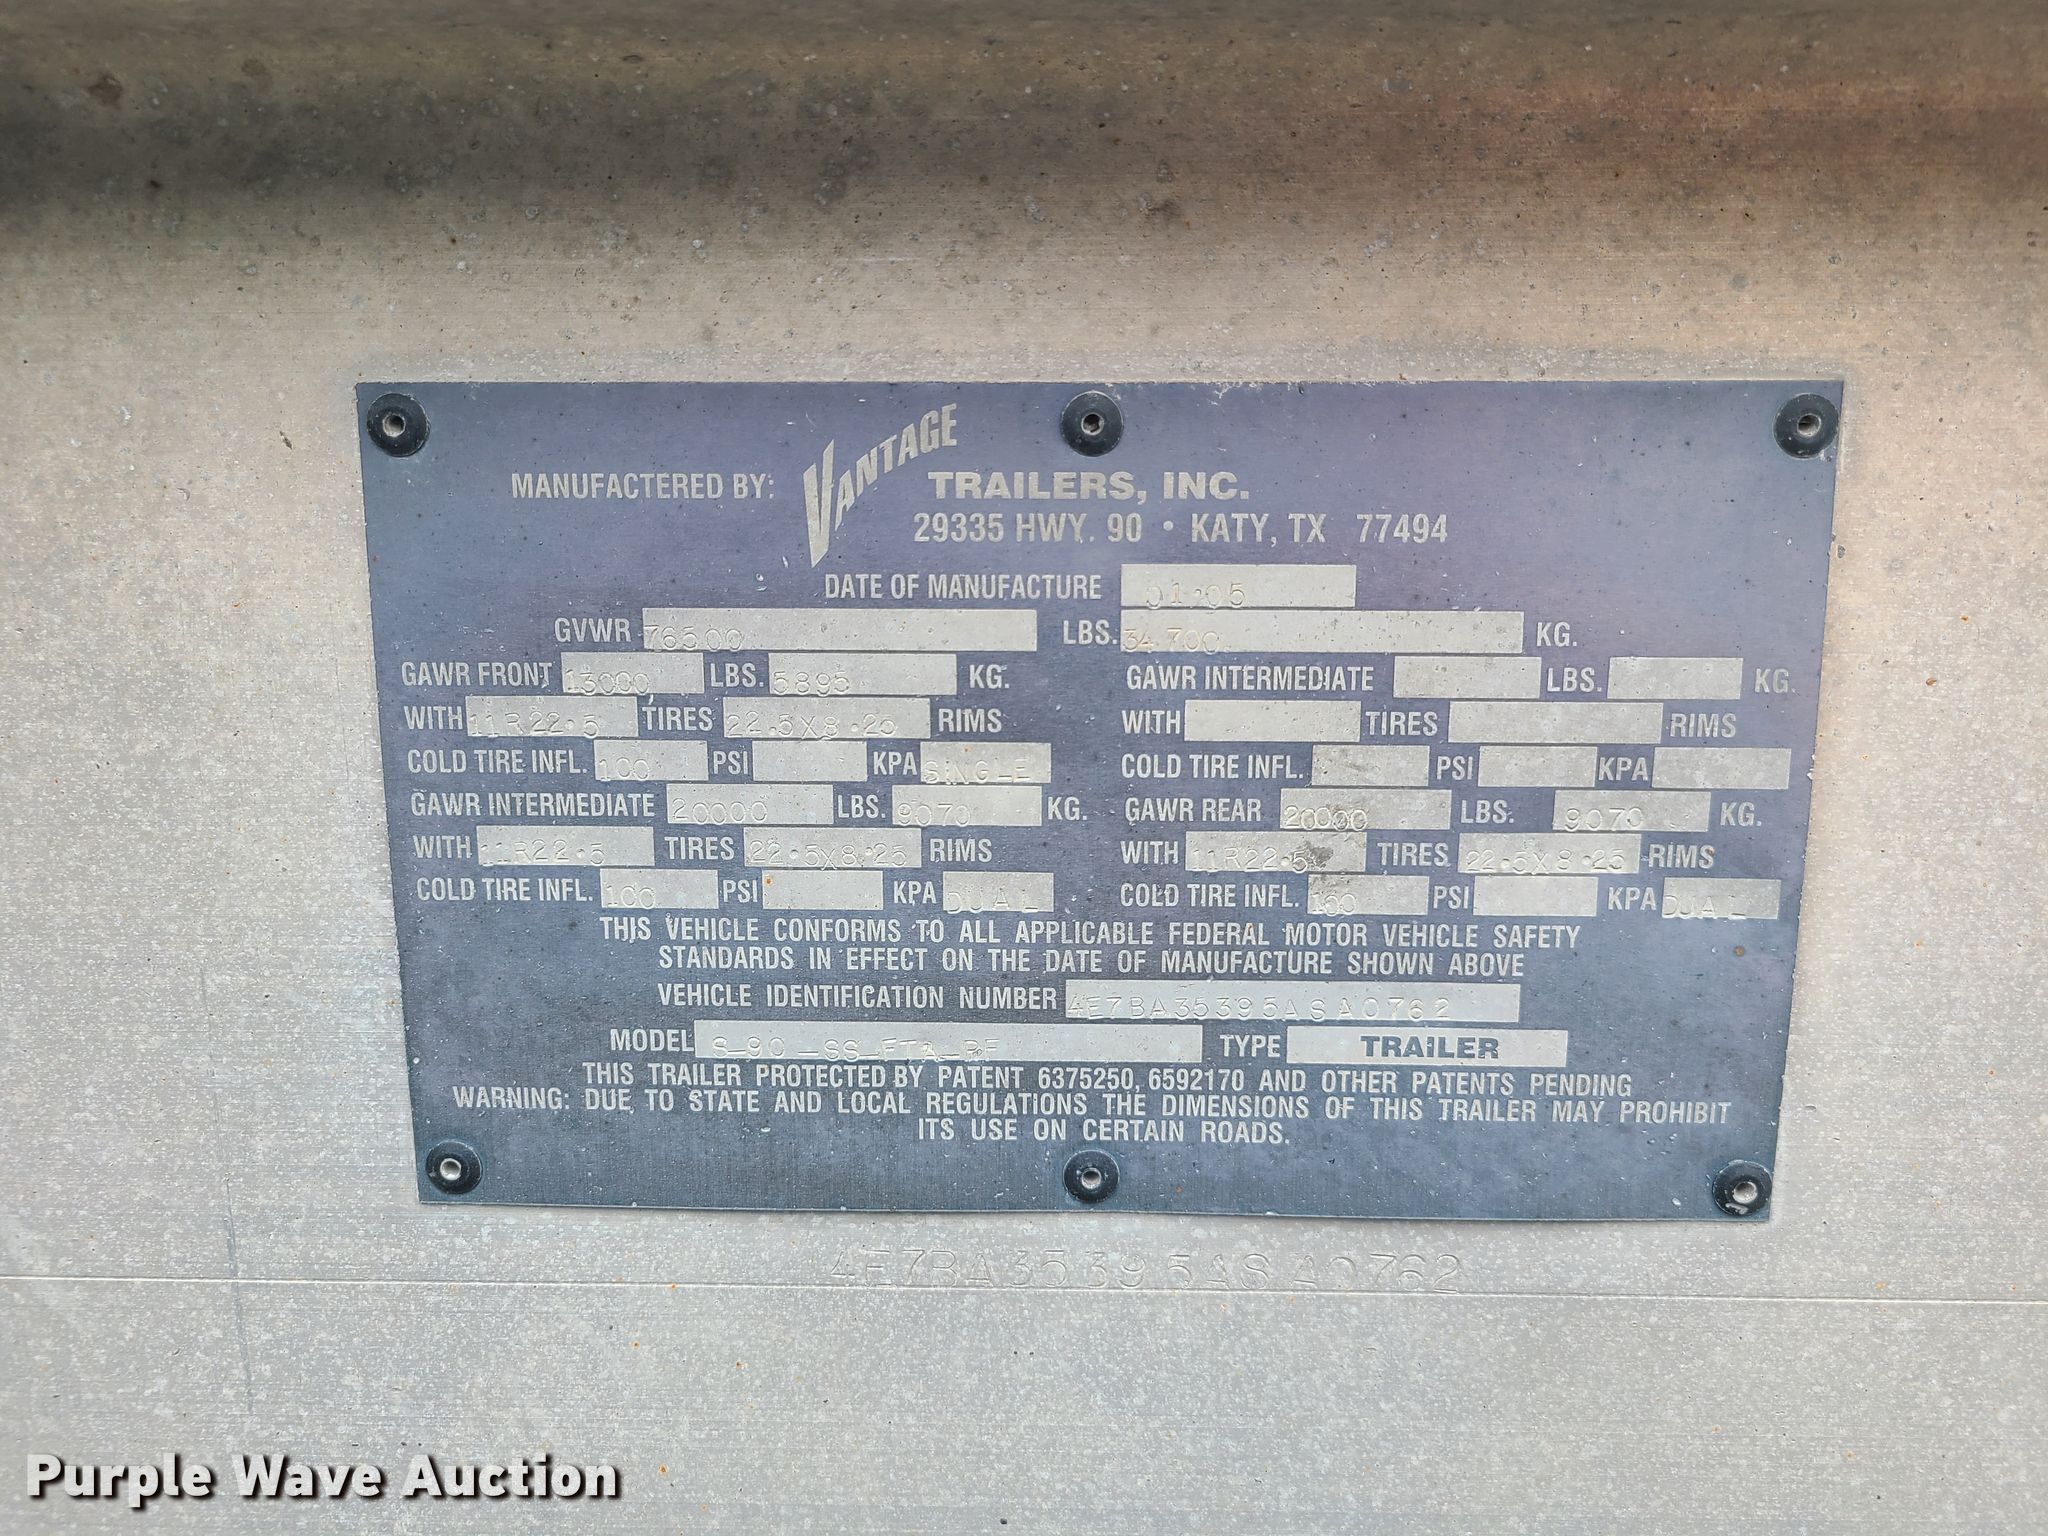 MANUFACTERED BY: VANTAGE TRAILERS, INC.
29335 HWY. 90 • KATY, TX 77494
DATE OF MANUFACTURE 01·05
GVWR 76500 LBS. 34700 KG.
GAWR FRONT 13000 LBS. 5895 KG.
WITH 11R22.5 TIRES 22.5X8.25 RIMS
COLD TIRE INFL. 100 PSI KPA SINGLE
GAWR INTERMEDIATE 20000 LBS. 9070 KG.
WITH 11R22.5 TIRES 22.5X8.25 RIMS
COLD TIRE INFL. 100 PSI KPA DUAL
GAWR INTERMEDIATE LBS. KG.
WITH TIRES RIMS
COLD TIRE INFL. PSI KPA
GAWR REAR 20000 LBS. 9070 KG.
WITH 11R22.5 TIRES 22.5X8.25 RIMS
COLD TIRE INFL. 100 PSI KPA DUAL
THIS VEHICLE CONFORMS TO ALL APPLICABLE FEDERAL MOTOR VEHICLE SAFETY
STANDARDS IN EFFECT ON THE DATE OF MANUFACTURE SHOWN ABOVE
VEHICLE IDENTIFICATION NUMBER 4E7BA35395ASA0762
MODEL TYPE TRAILER
THIS TRAILER PROTECTED BY PATENT 6375250, 6592170 AND OTHER PATENTS PENDING
WARNING: DUE TO STATE AND LOCAL REGULATIONS THE DIMENSIONS OF THIS TRAILER MAY PROHIBIT
ITS USE ON CERTAIN ROADS.
4E7BA35395ASA0762
Purple Wave Auction